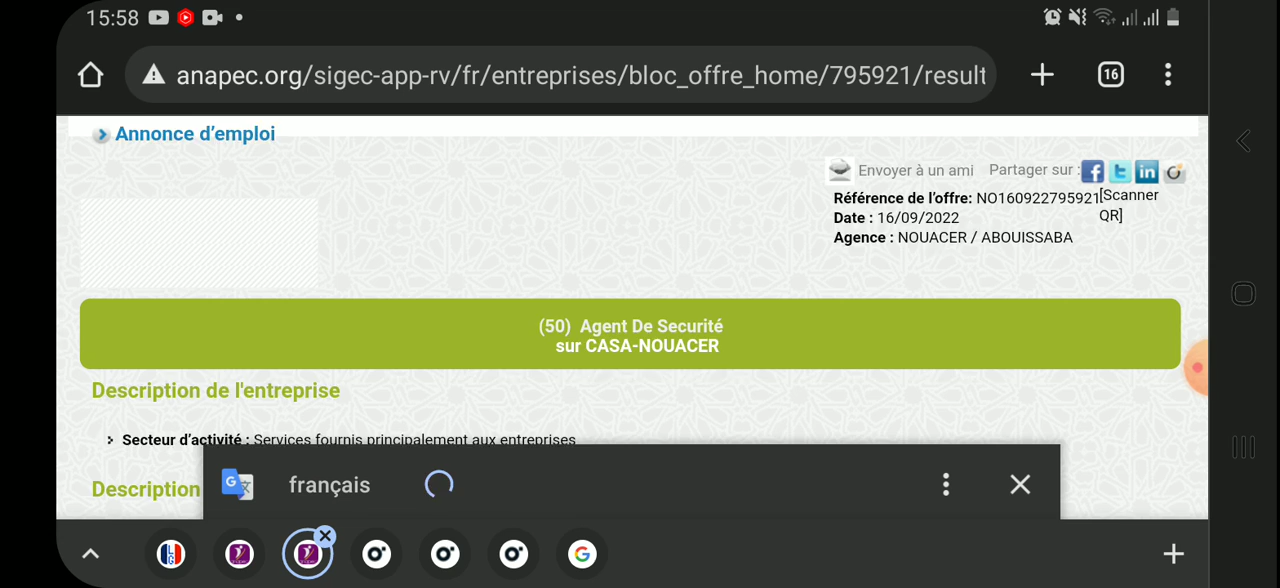 15:58
anapec.org/sigec-app-rv/fr/entreprises/bloc_offre_home/795921/result
16
Annonce d’emploi
Envoyer à un ami Partager sur :
Référence de l’offre: NO160922795921[Scanner QR]
Date : 16/09/2022
Agence : NOUACER / ABOUISSABA
(50) Agent De Securité
sur CASA-NOUACER
Description de l'entreprise
Secteur d’activité : Services fournis principalement aux entreprises
Description
français